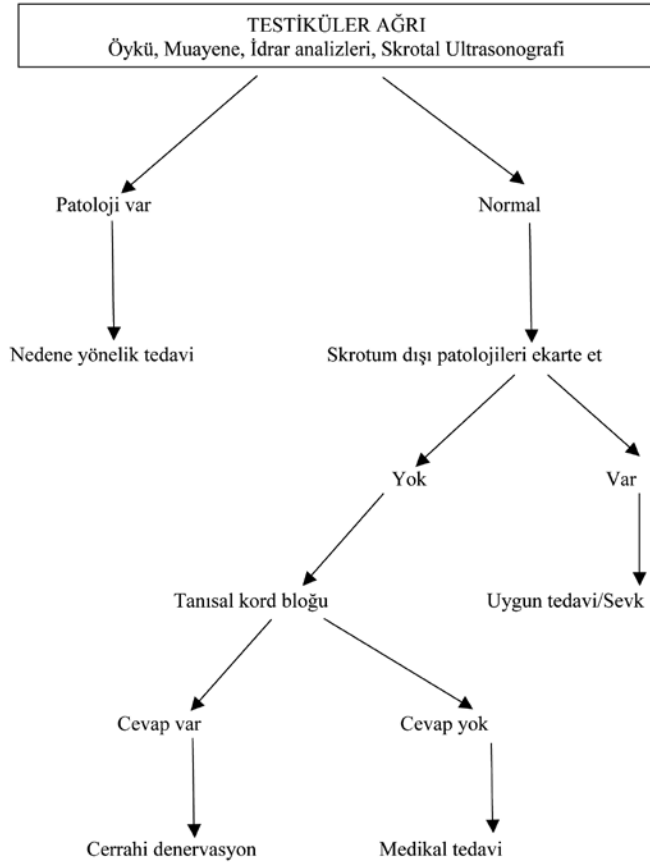 TESTİKÜLER AĞRI
Öykü, Muayene, İdrar analizleri, Skrotal Ultrasonografi
Patoloji var
Normal
Nedene yönelik tedavi
Skrotum dışı patolojileri ekarte et
Yok
Var
Tanısal kord bloğu
Uygun tedavi/Sevk
Cevap var
Cevap yok
Cerrahi denervasyon
Medikal tedavi